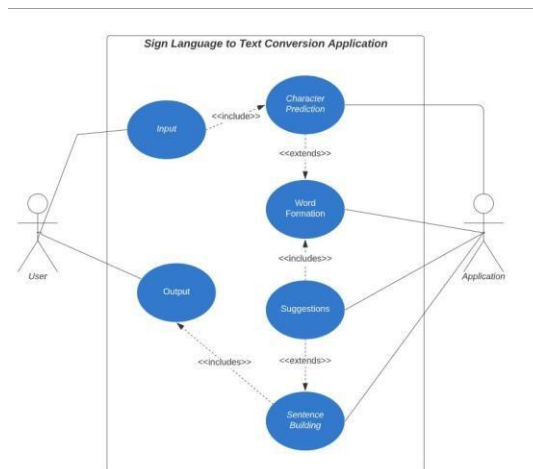 Sign Language to Text Conversion Application
Character
Prediction
<<include>>
Input
<<extends>>
Word
Formation
<<includes>>
User
Application
Output
Suggestions
<<includes>>
<<extends>>
Sentence
Building